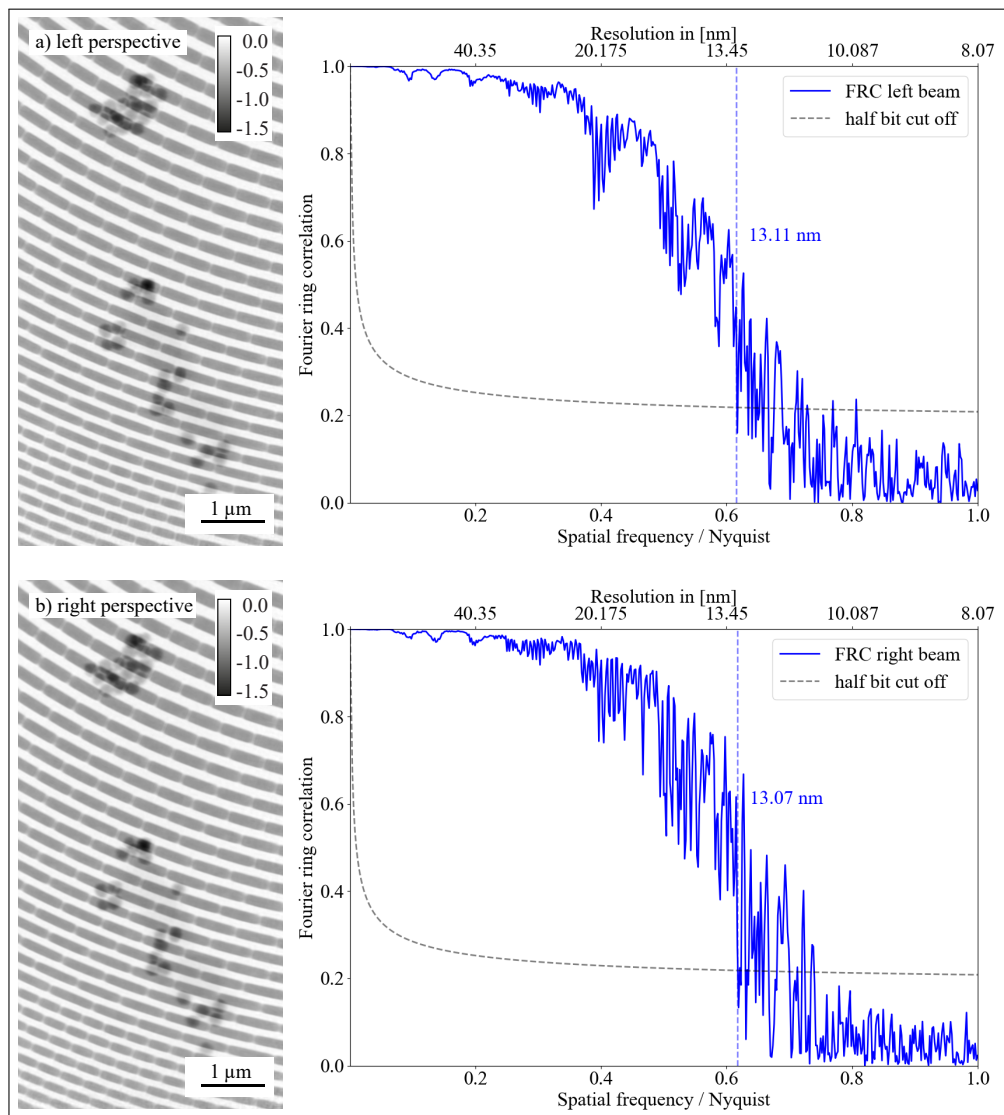 a) left perspective
0.0
-0.5
-1.0
-1.5
1 µm
Resolution in [nm]
40.35 20.175 13.45 10.087 8.07
1.0
0.8
0.6
0.4
0.2
0.0
Fourier ring correlation
FRC left beam
half bit cut off
13.11 nm
0.2 0.4 0.6 0.8 1.0
Spatial frequency / Nyquist
b) right perspective
0.0
-0.5
-1.0
-1.5
1 µm
Resolution in [nm]
40.35 20.175 13.45 10.087 8.07
1.0
0.8
0.6
0.4
0.2
0.0
Fourier ring correlation
FRC right beam
half bit cut off
13.07 nm
0.2 0.4 0.6 0.8 1.0
Spatial frequency / Nyquist